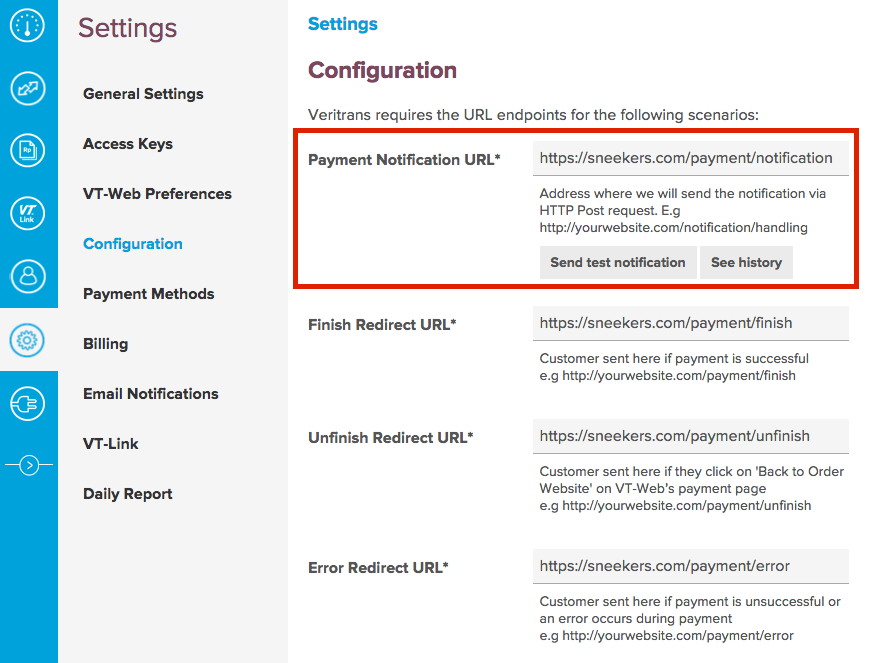 Settings
General Settings
Access Keys
VT-Web Preferences
Configuration
Payment Methods
Billing
Email Notifications
VT-Link
Daily Report
Rp
VT.
Link
Settings
Configuration
Veritrans requires the URL endpoints for the following scenarios:
Payment Notification URL*
https://sneekers.com/payment/notification
Address where we will send the notification via
HTTP Post request. E.g
http://yourwebsite.com/notification/handling
Send test notification
See history
Finish Redirect URL*
https://sneekers.com/payment/finish
Customer sent here if payment is successful
e.g http://yourwebsite.com/payment/finish
Unfinish Redirect URL*
https://sneekers.com/payment/unfinish
Customer sent here if they click on 'Back to Order
Website' on VT-Web's payment page
e.g http://yourwebsite.com/payment/unfinish
Error Redirect URL*
https://sneekers.com/payment/error
Customer sent here if payment is unsuccessful or
an error occurs during payment
e.g http://yourwebsite.com/payment/error